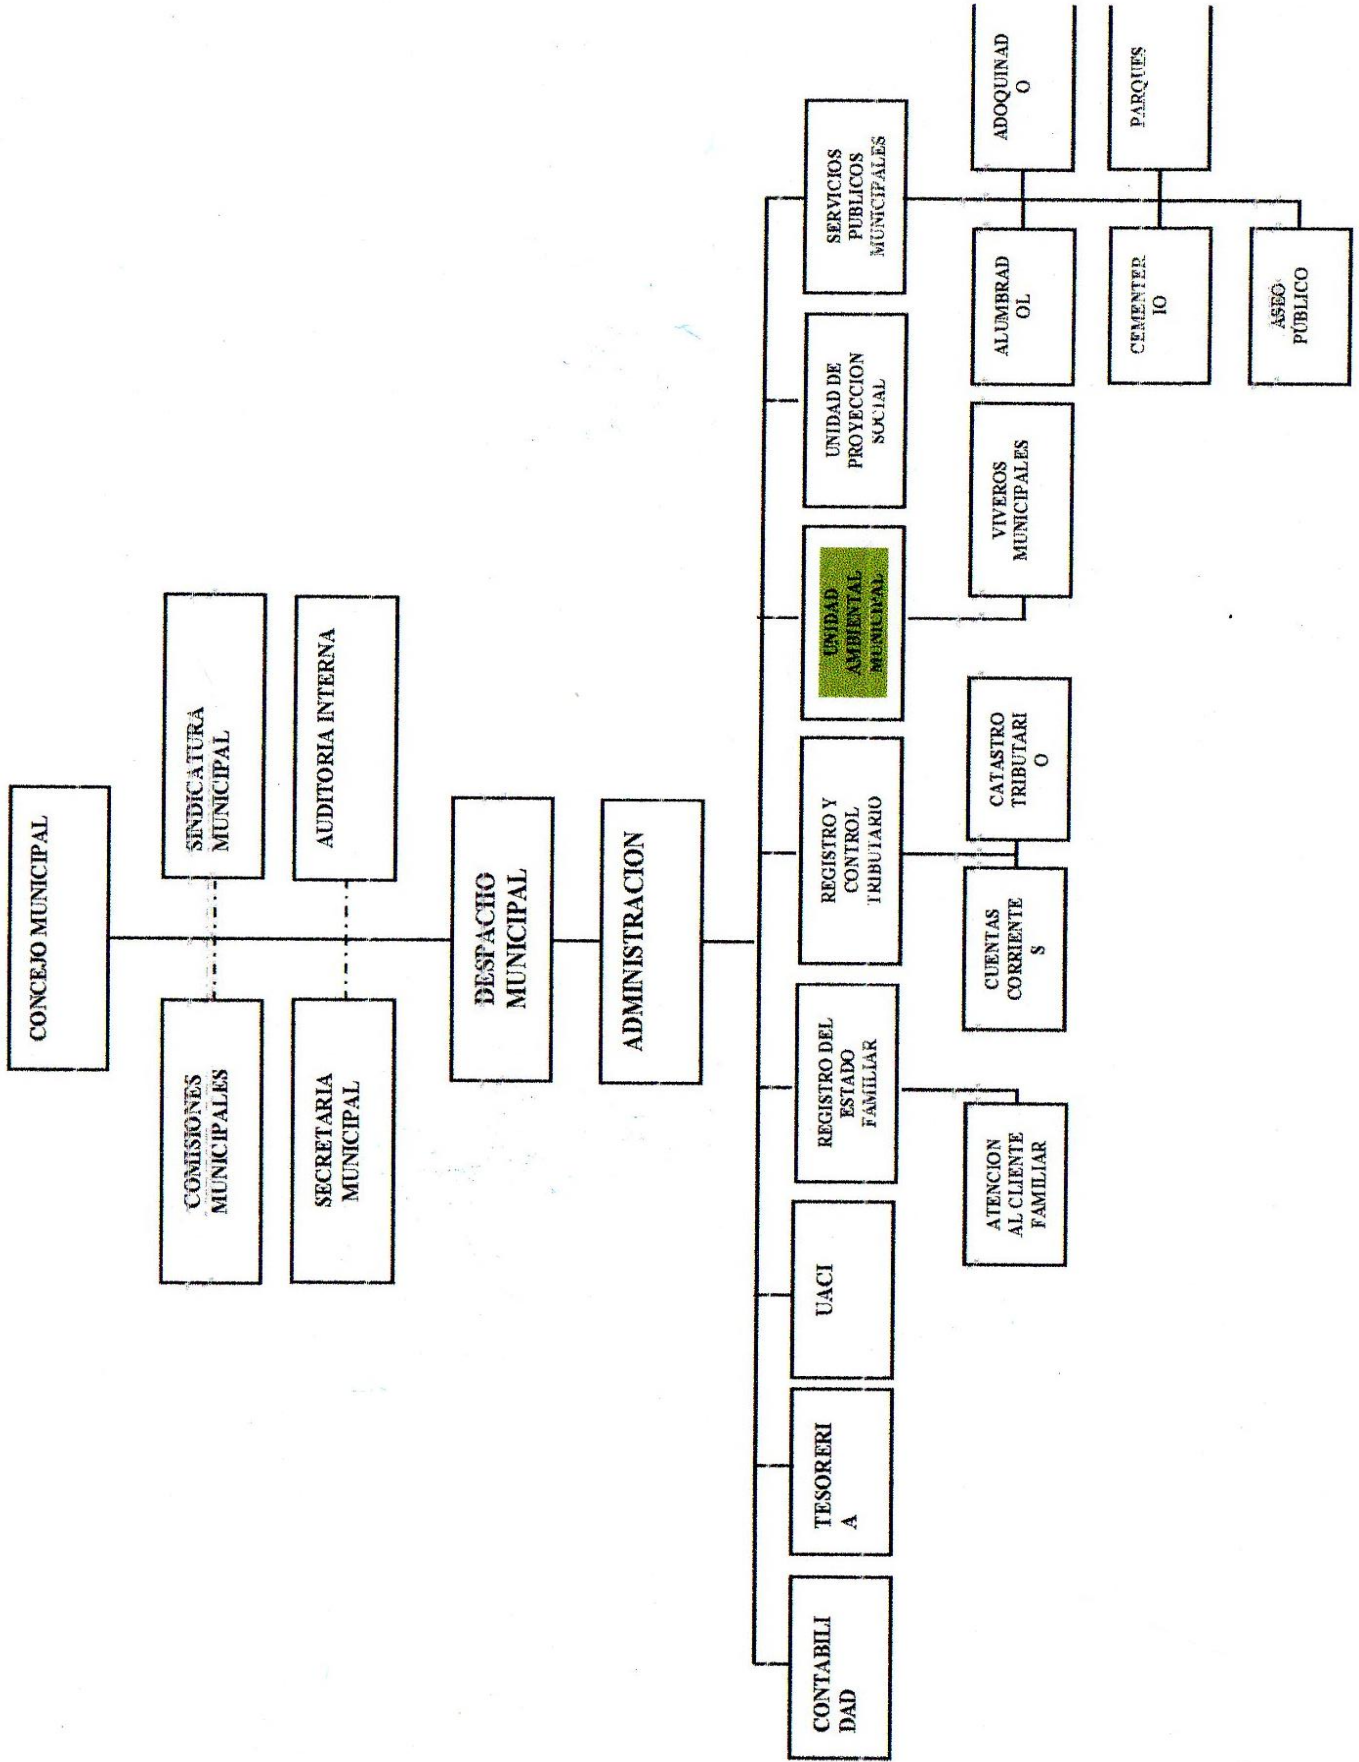 CONCEJO MUNICIPAL
COMISIONES
MUNICIPALES
SINDICATURA
MUNICIPAL
SECRETARIA
MUNICIPAL
AUDITORIA INTERNA
DESPACHO
MUNICIPAL
ADMINISTRACION
CONTABILI
DAD
TESORERI
A
UACI
REGISTRO DEL
ESTADO
FAMILIAR
REGISTRO Y
CONTROL
TRIBUTARIO
UNIDAD
AMBIENTAL
MUNICIPAL
UNIDAD DE
PROYECCION
SOCIAL
SERVICIOS
PUBLICOS
MUNICIPALES
ATENCION
AL CLIENTE
FAMILIAR
CUENTAS
CORRIENTE
S
CATASTRO
TRIBUTARI
O
VIVEROS
MUNICIPALES
ALUMBRAD
OL
ADOQUINAD
O
CEMENTER
IO
PARQUES
ASEO
PÚBLICO